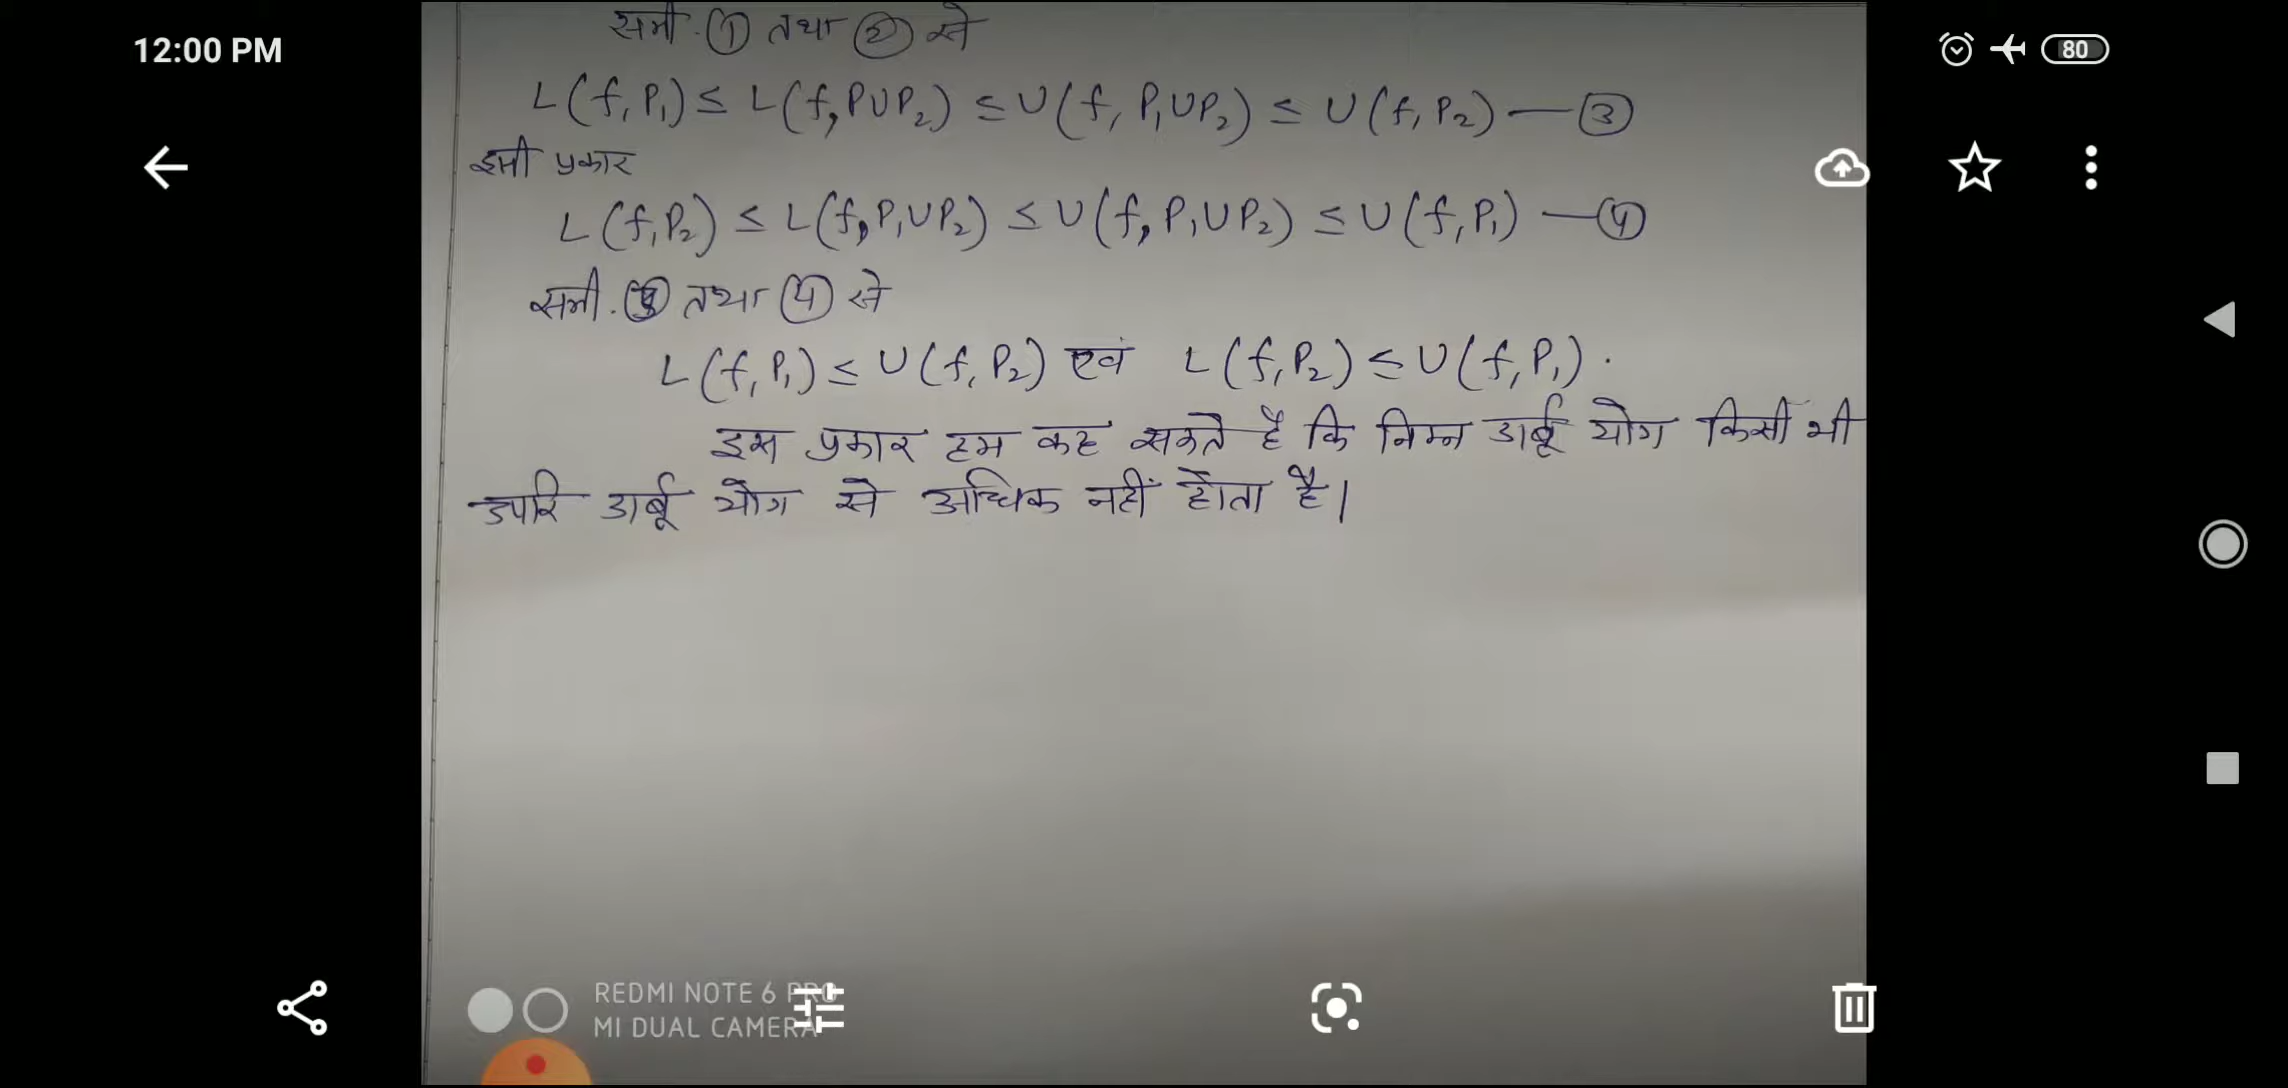 12:00 PM
80
समी. ① तथा ② से
L(f, P₁) ≤ L(f, P∪P₂) ≤ ∪(f, P₁∪P₂) ≤ ∪(f, P₂) — ③
इसी प्रकार
L(f, P₂) ≤ L(f, P₁∪P₂) ≤ ∪(f, P₁∪P₂) ≤ ∪(f, P₁) — ④
समी. ③ तथा ④ से
L(f, P₁) ≤ ∪(f, P₂) एवं L(f, P₂) ≤ ∪(f, P₁) .
इस प्रकार हम कह सकते है कि निम्न डार्बू योग किसी भी
उपरि डार्बू योग से अधिक नहीं होता है।
REDMI NOTE 6 PRO
MI DUAL CAMERA